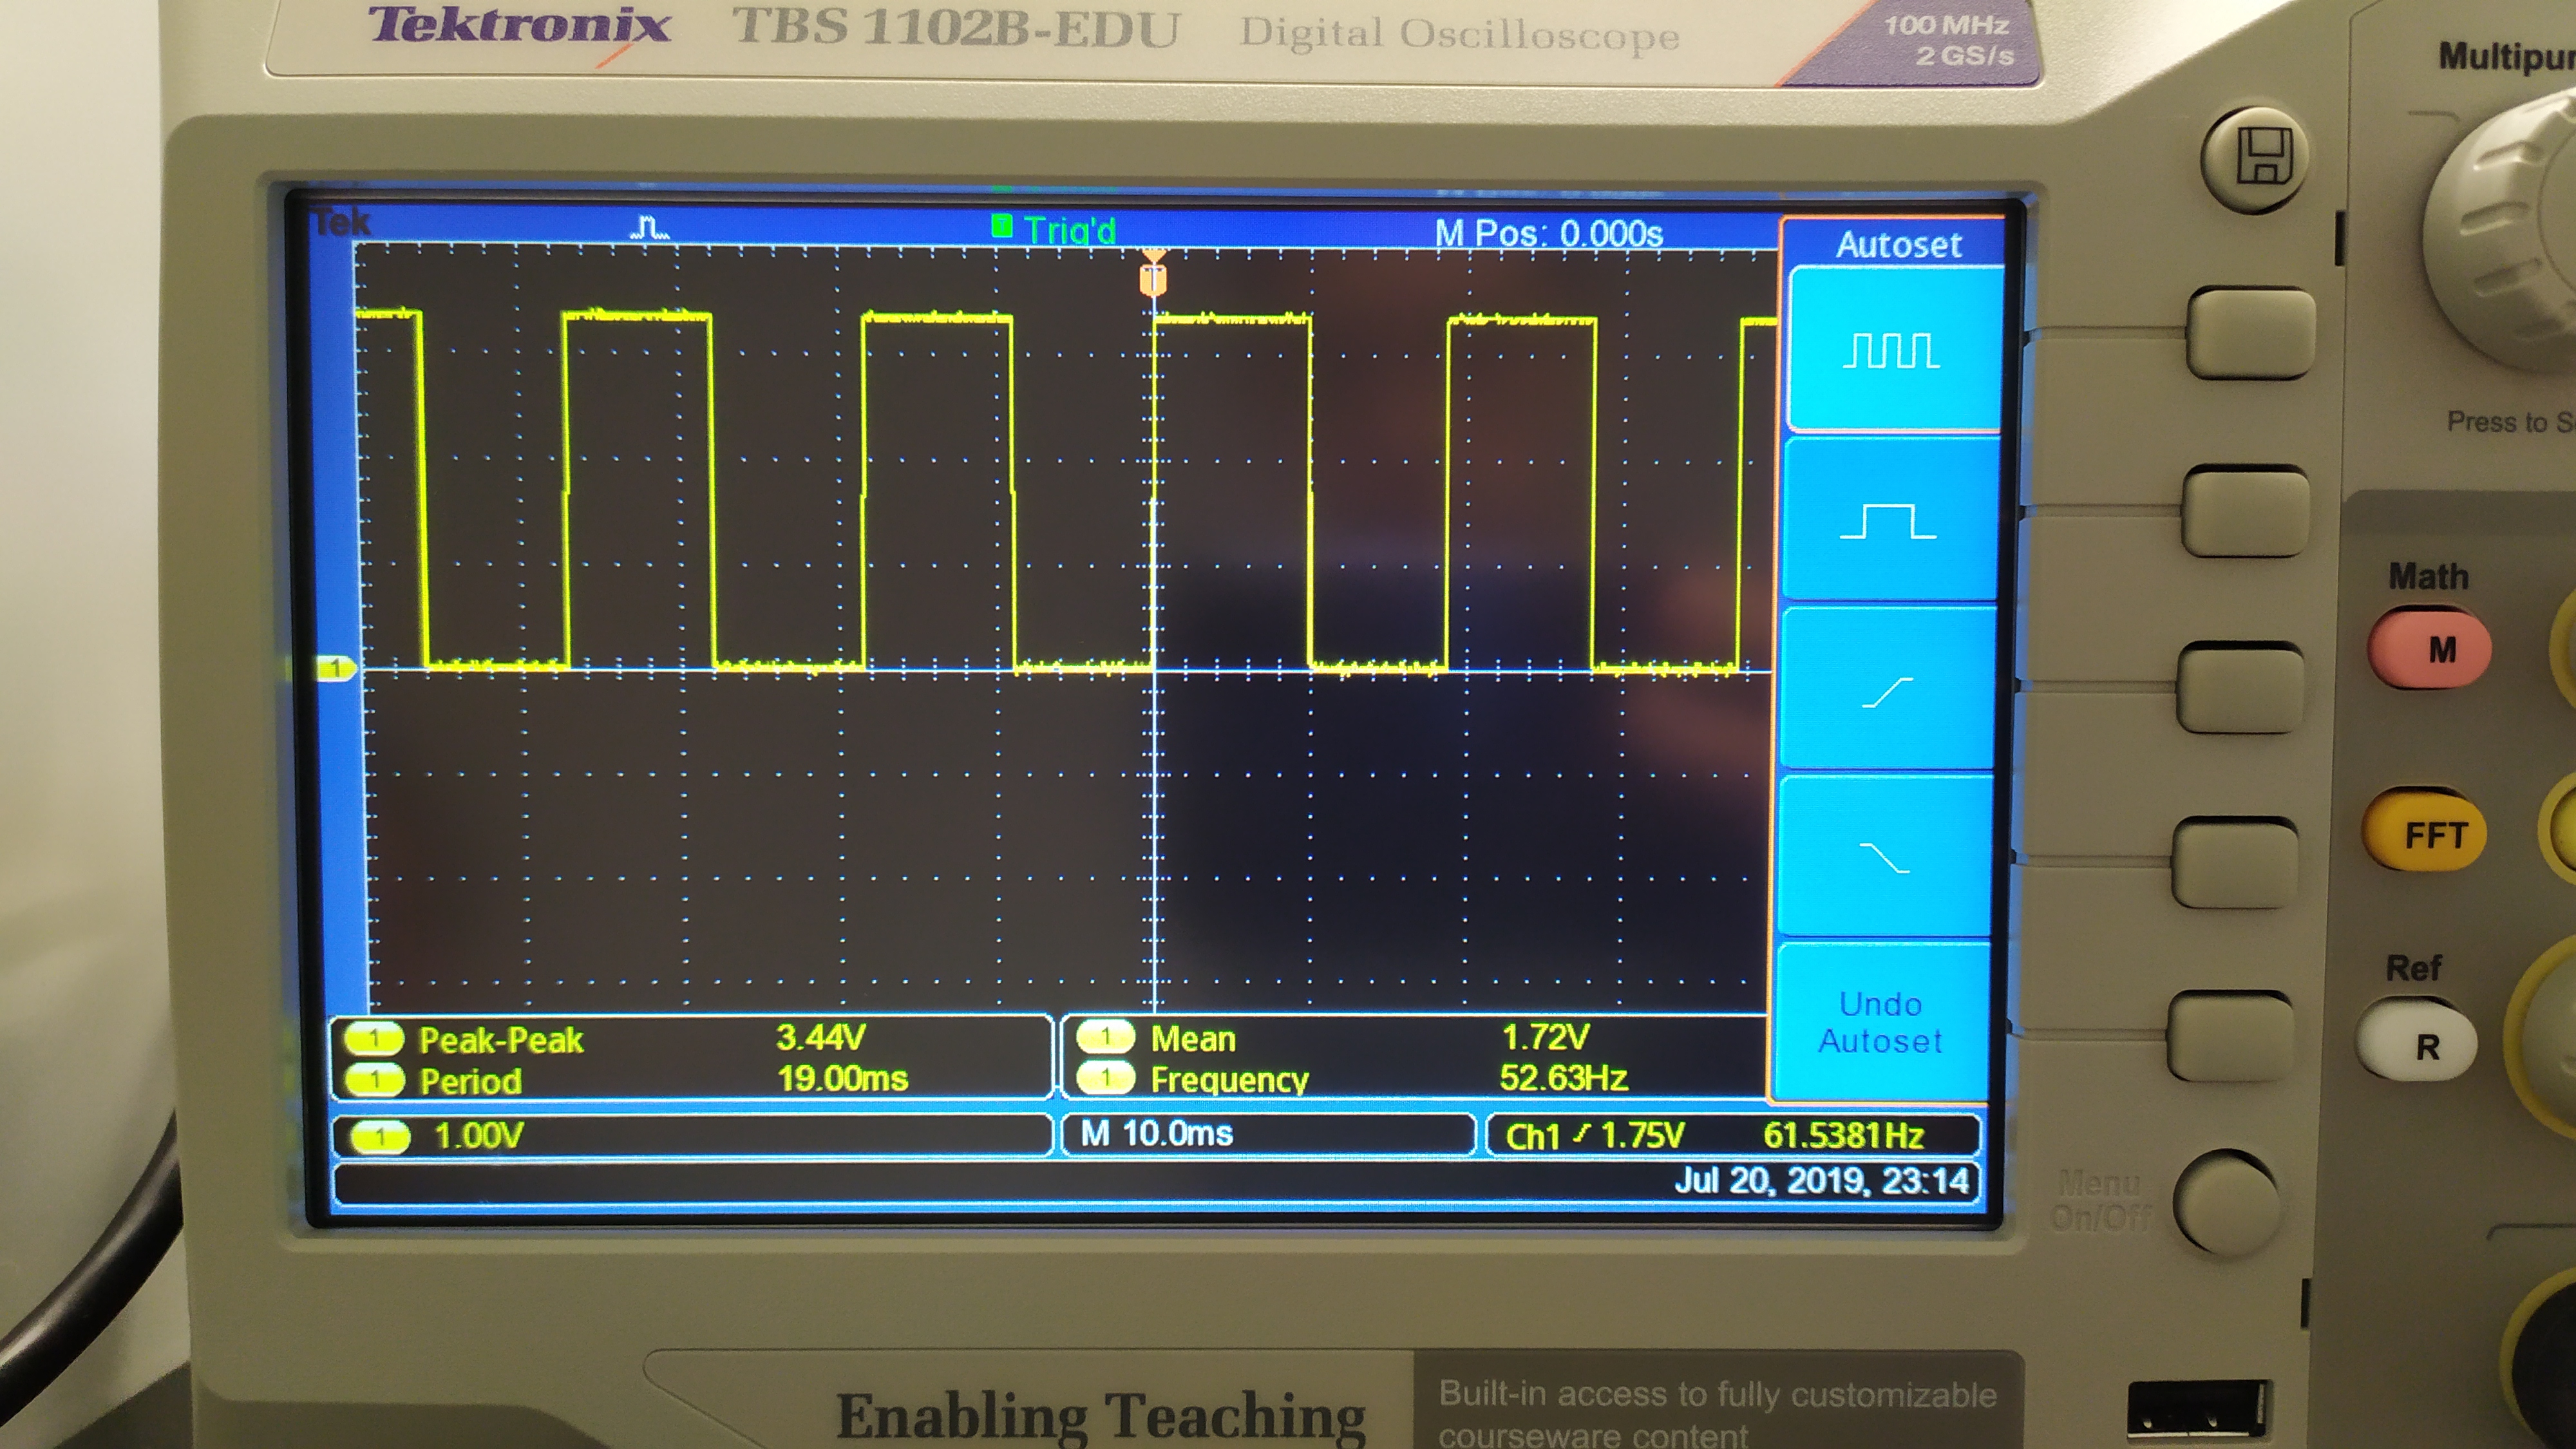 Tektronix TBS 1102B-EDU Digital Oscilloscope
100 MHz
2 GS/s
Tek
Trig'd
M Pos: 0.000s
Autoset
T
1
Undo
Autoset
1 Peak-Peak 3.44V
1 Period 19.00ms
1 Mean 1.72V
1 Frequency 52.63Hz
1 1.00V
M 10.0ms
Ch1 1.75V 61.5381Hz
Jul 20, 2019, 23:14
Press to
Math
M
FFT
Ref
R
Menu
On/Off
Enabling Teaching
Built-in access to fully customizable
courseware content